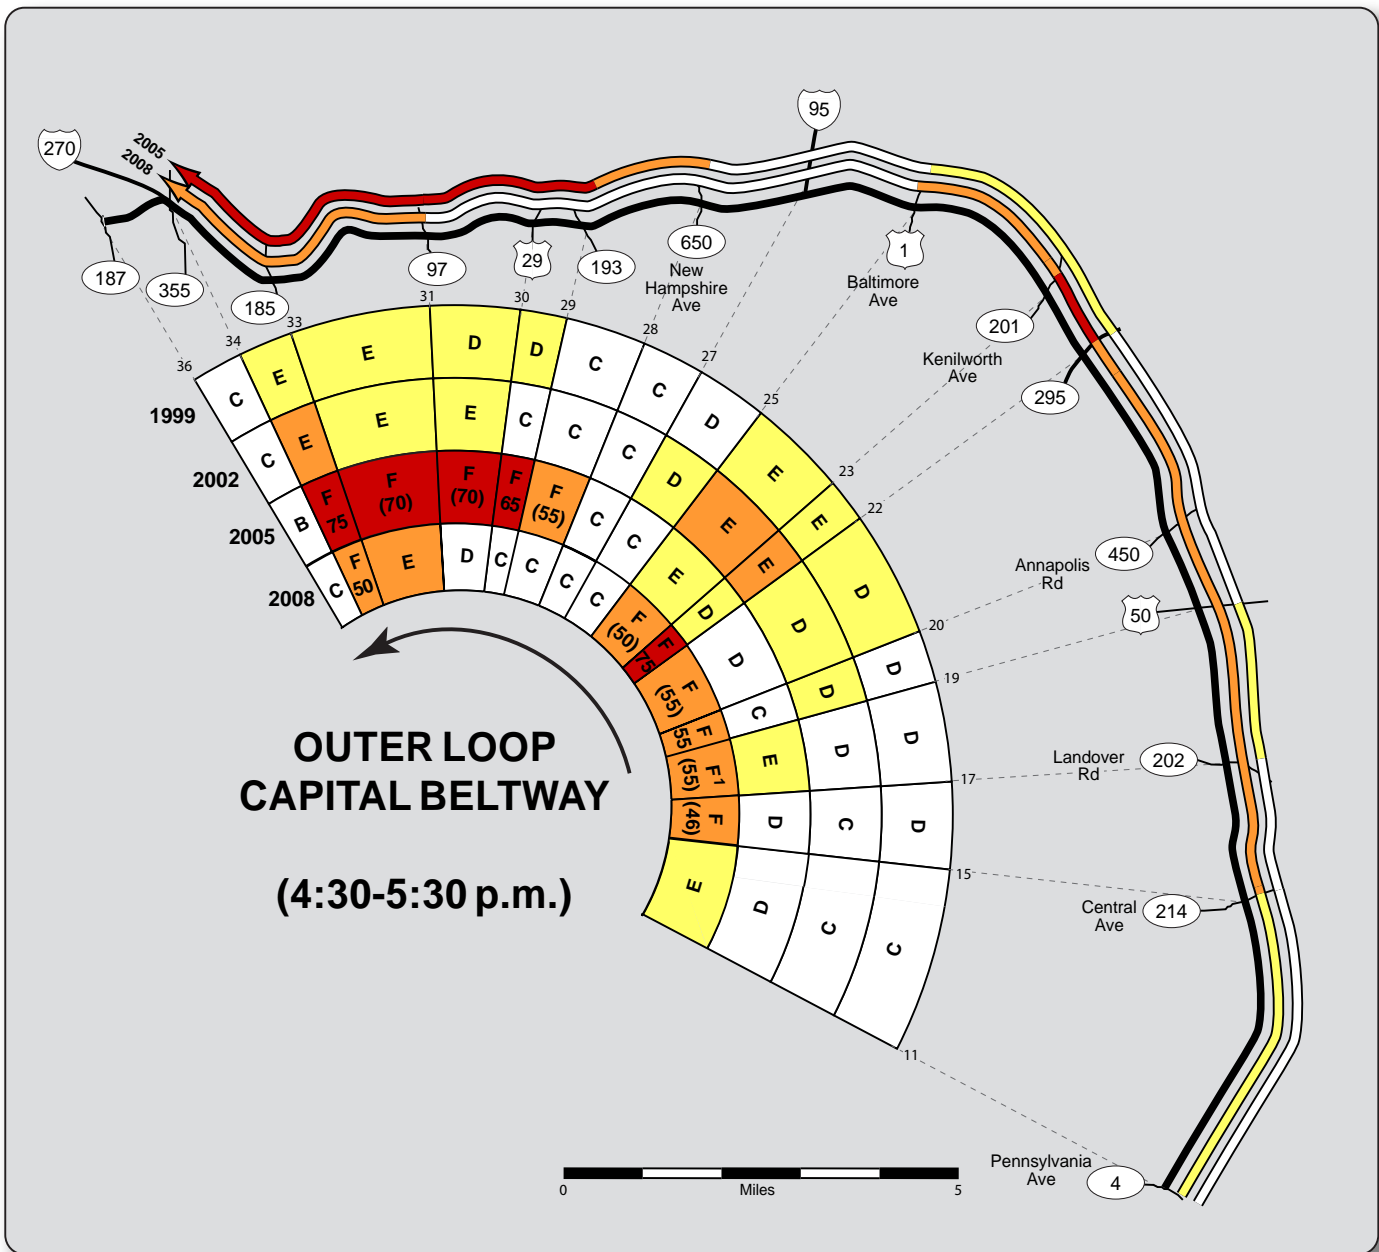 95
270
2005
2008
187
355
185
97
29
193
650
New
Hampshire
Ave
1
Baltimore
Ave
201
Kenilworth
Ave
295
450
Annapolis
Rd
50
202
Landover
Rd
214
Central
Ave
4
Pennsylvania
Ave
36
34
33
31
30
29
28
27
25
23
22
20
19
17
15
11
1999
C E E D D C C D E E D D D D C
2002
C E E E C C C D E E D D D C C
2005
B F 75 F (70) F (70) F 65 F (55) C C E D D C E D D
2008
C F 50 E D C C C C F (50) F 75 F (55) F 55 F1 (55) F (46) E
OUTER LOOP
CAPITAL BELTWAY
(4:30-5:30 p.m.)
0 Miles 5